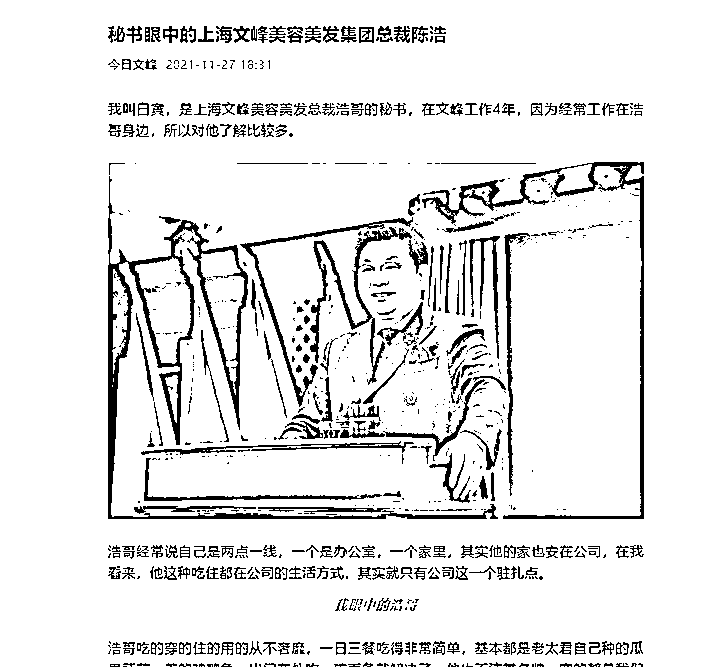 秘书眼中的上海文峰美容美发集团总裁陈浩
今日文峰 2021-11-27 18:31
我叫白宾，是上海文峰美容美发总裁浩哥的秘书，在文峰工作4年，因为经常工作在浩
哥身边，所以对他了解比较多。
浩哥经常说自己是两点一线，一个是办公室，一个家里，其实他的家也安在公司，在我
看来，他这种吃住都在公司的生活方式，其实就只有公司这一个驻扎点。
我眼中的浩哥
浩哥吃的穿的住的用的从不奢靡，一日三餐吃得非常简单，基本都是老太君自己种的瓜